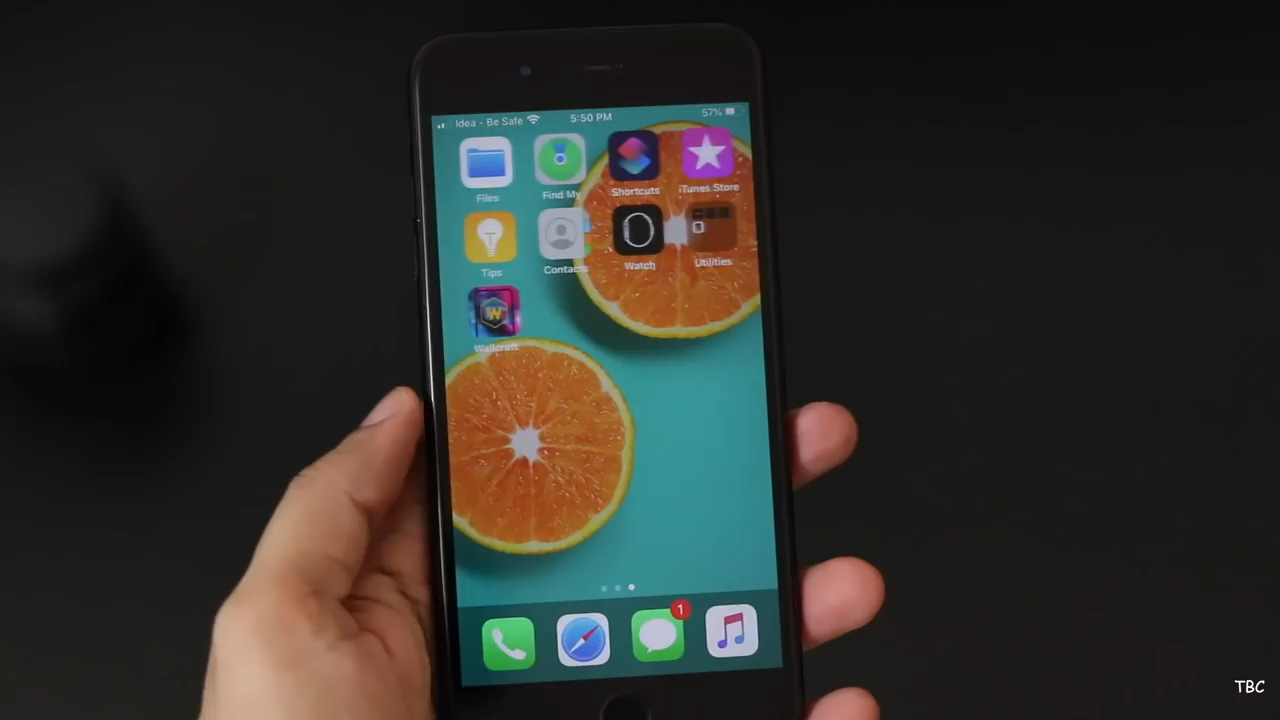 Idea - Be Safe 5:50 PM 57%
Files Find My Shortcuts iTunes Store
Tips Contacts Watch Utilities
W
Wallcraft
1
TBC